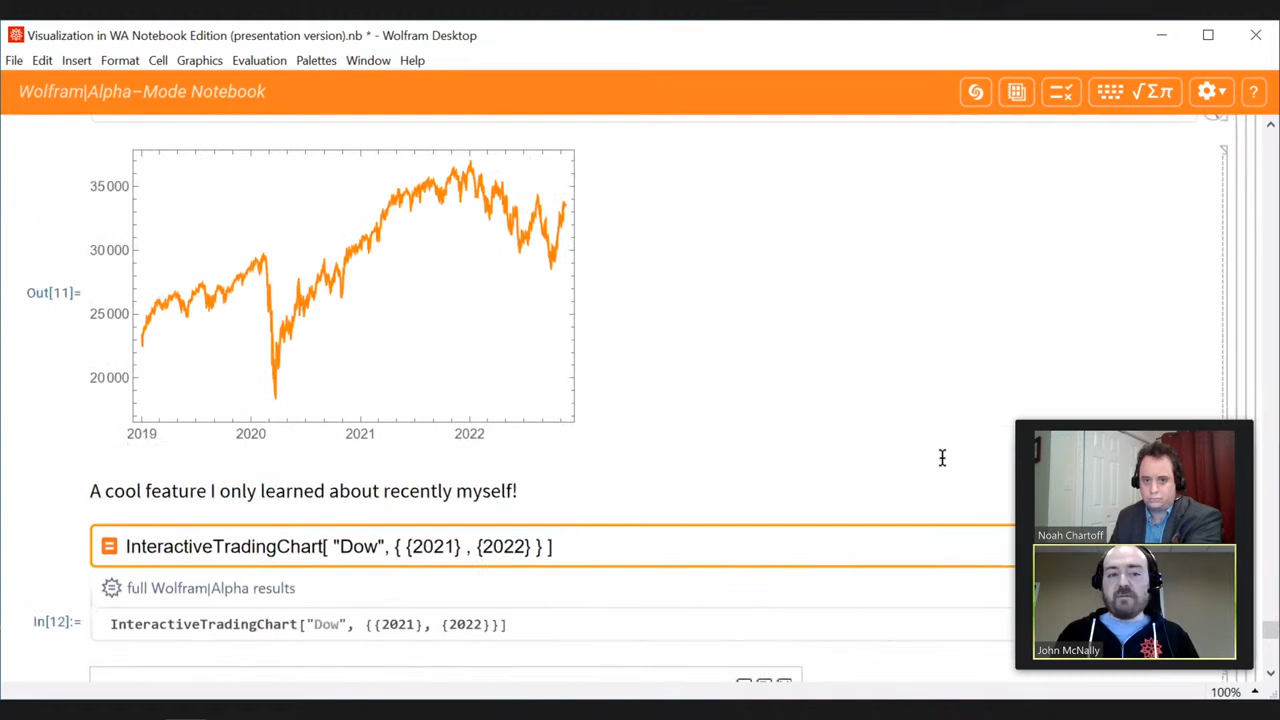 Visualization in WA Notebook Edition (presentation version).nb * - Wolfram Desktop
File Edit Insert Format Cell Graphics Evaluation Palettes Window Help
Wolfram|Alpha-Mode Notebook
√Σπ
?
35000
30000
25000
20000
Out[11]=
2019 2020 2021 2022
A cool feature I only learned about recently myself!
InteractiveTradingChart[ "Dow", { {2021} , {2022} } ]
full Wolfram|Alpha results
In[12]:= InteractiveTradingChart["Dow", {{2021}, {2022}}]
Noah Chartoff
John McNally
100%